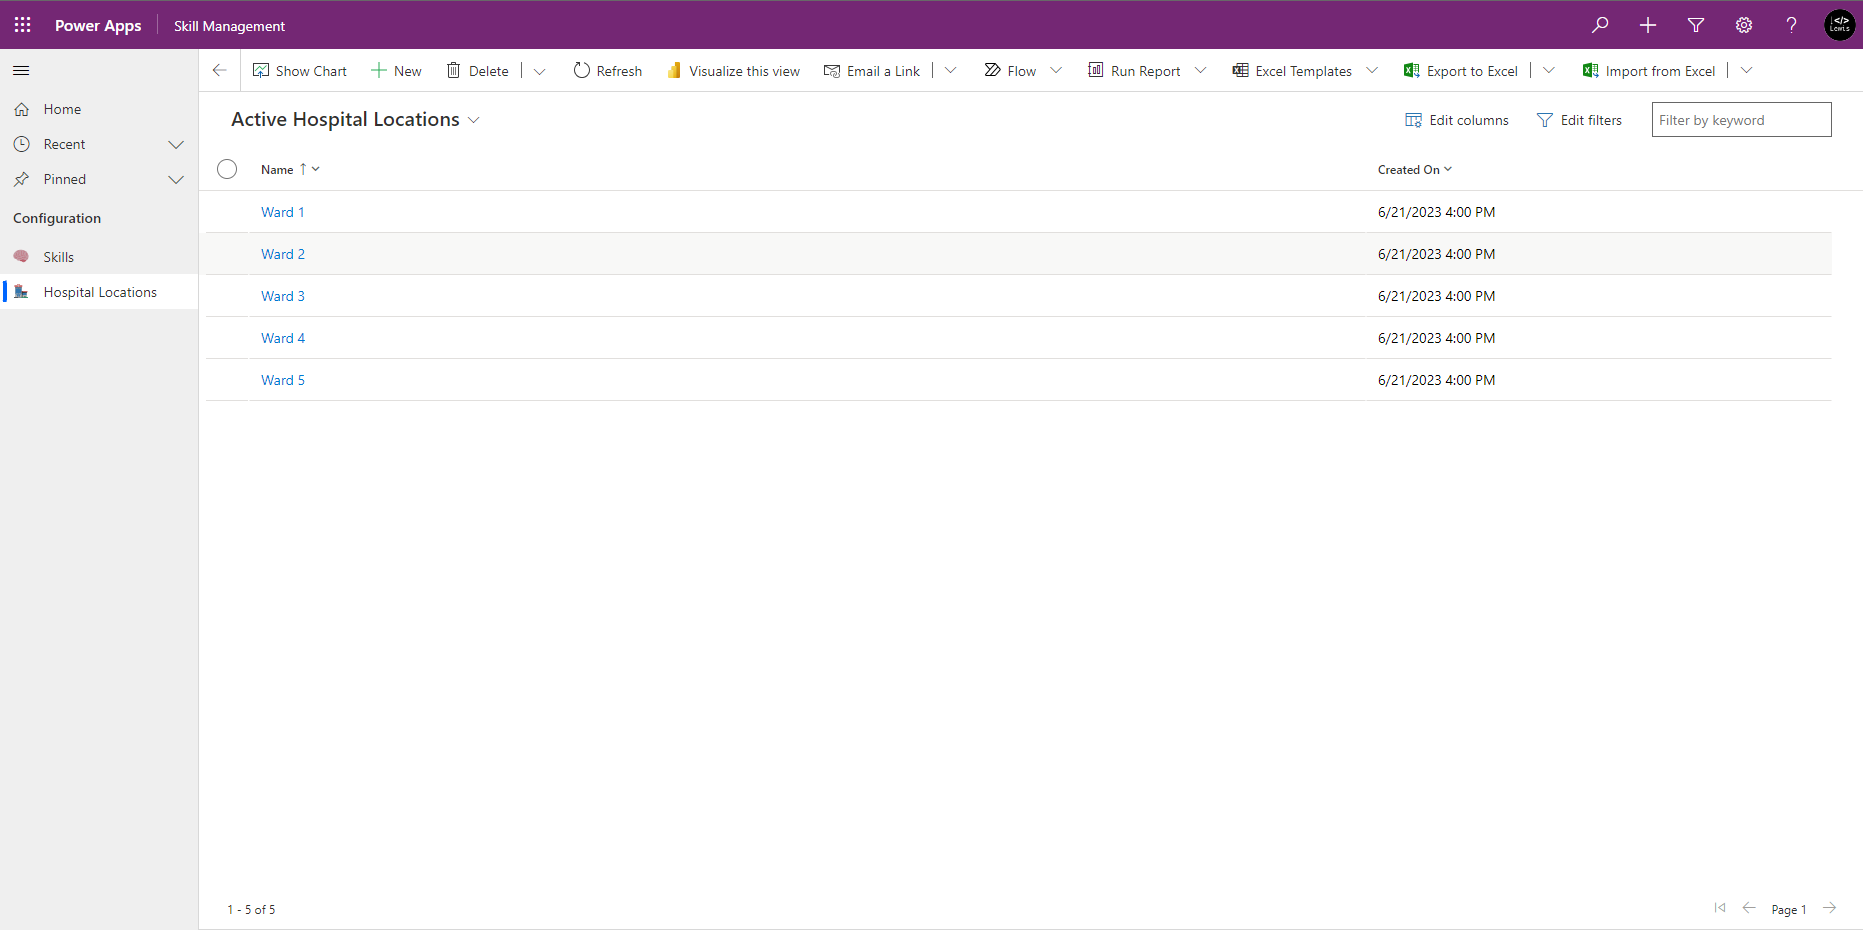 Power Apps Skill Management </> Lewis
Show Chart New Delete Refresh Visualize this view Email a Link Flow Run Report Excel Templates Export to Excel Import from Excel
Home
Recent
Pinned
Configuration
Skills
Hospital Locations
Active Hospital Locations Edit columns Edit filters Filter by keyword
Name Created On
Ward 1 6/21/2023 4:00 PM
Ward 2 6/21/2023 4:00 PM
Ward 3 6/21/2023 4:00 PM
Ward 4 6/21/2023 4:00 PM
Ward 5 6/21/2023 4:00 PM
1 - 5 of 5 Page 1